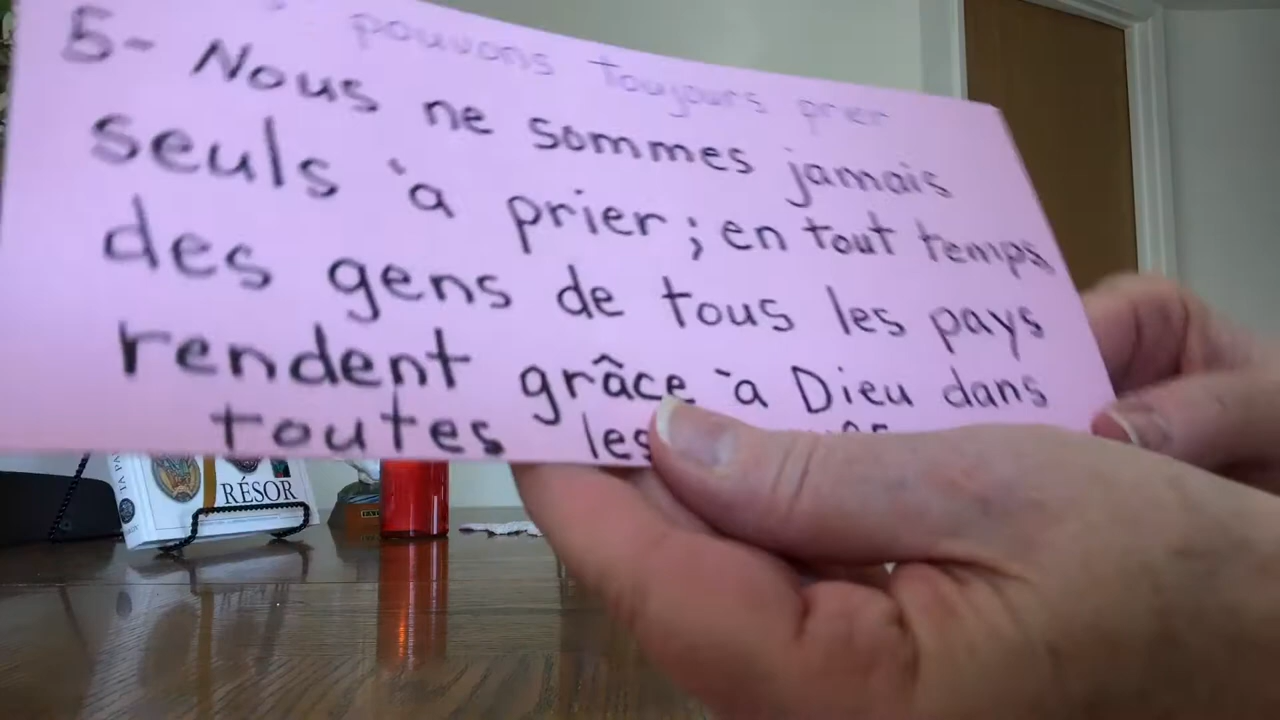 pouvons toujours prier
5- Nous ne sommes jamais
seuls à prier ; en tout temps
des gens de tous les pays
rendent grâce à Dieu dans
toutes les
RÉSOR